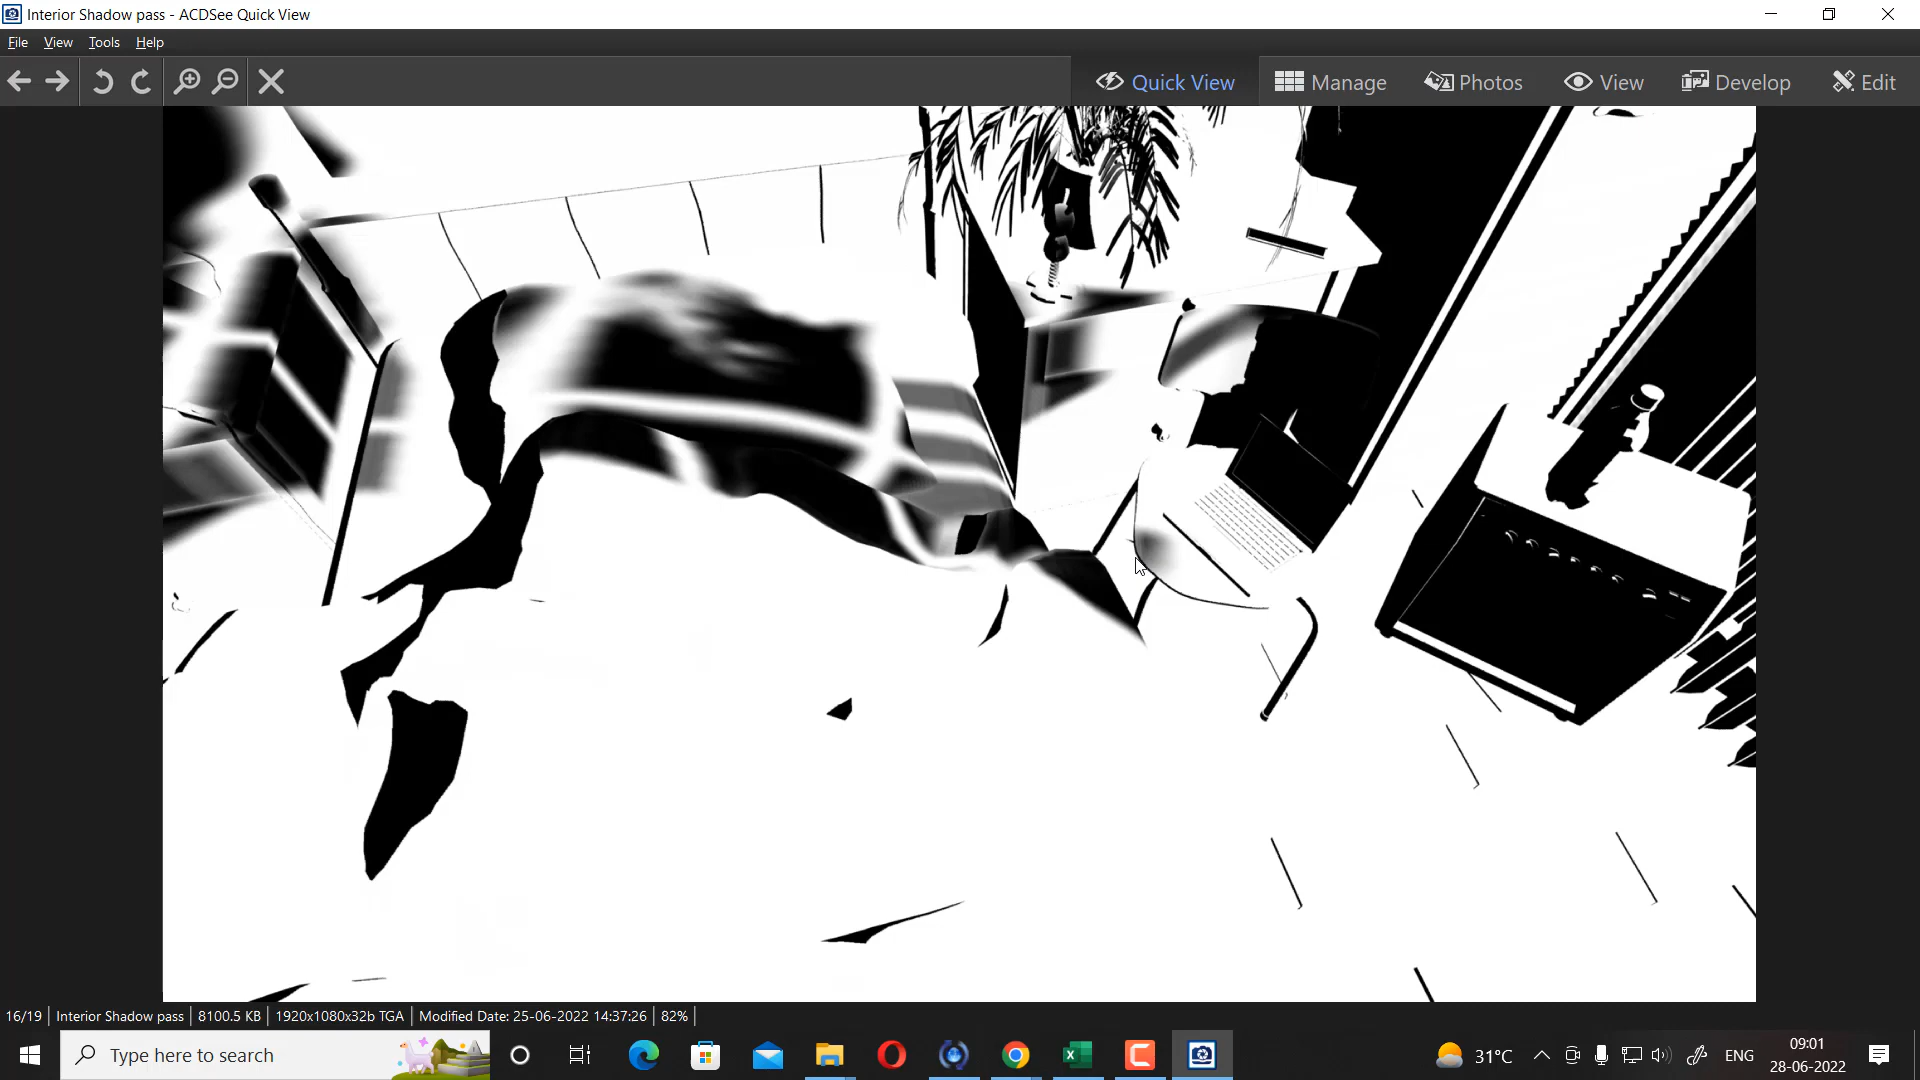 Interior Shadow pass - ACDSee Quick View
File View Tools Help
Quick View Manage Photos View Develop Edit
16/19 Interior Shadow pass 8100.5 KB 1920x1080x32b TGA Modified Date: 25-06-2022 14:37:26 82%
Type here to search
31°C ENG
09:01
28-06-2022